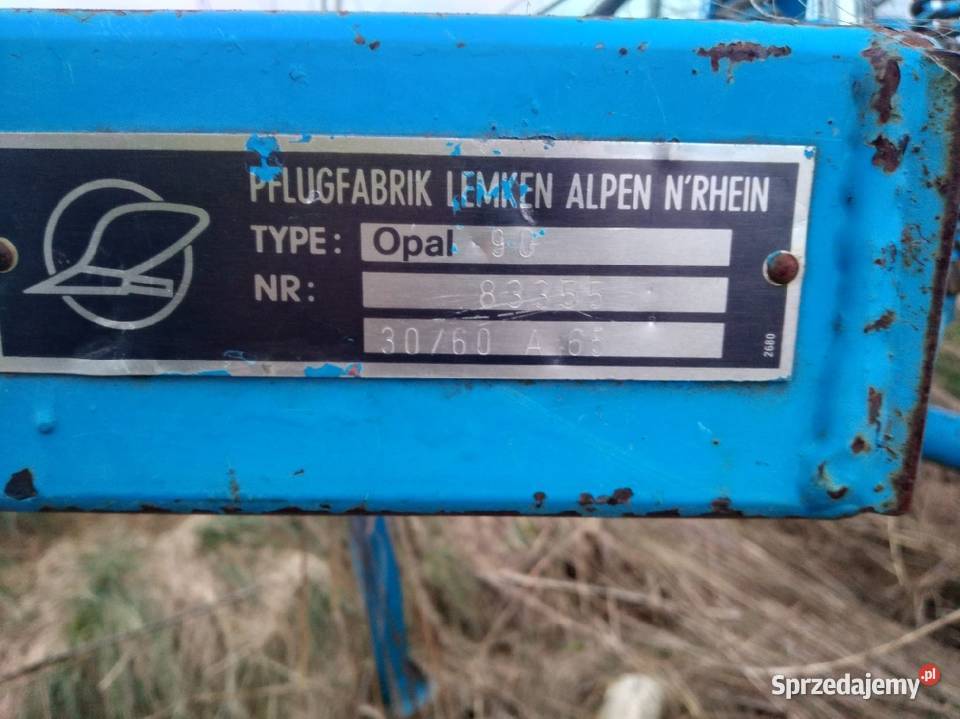 PFLUGFABRIK LEMKEN ALPEN N'RHEIN
TYPE: Opal 90
NR: 83355
30/60 A 65
2680
Sprzedajemy.pl